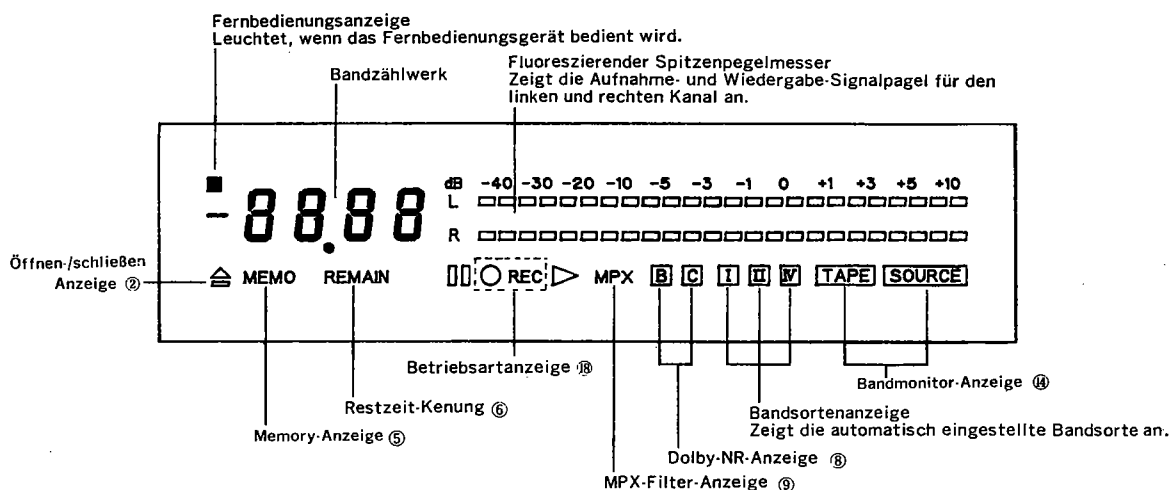 Fernbedienungsanzeige
Leuchtet, wenn das Fernbedienungsgerät bedient wird.
Bandzählwerk
Fluoreszierender Spitzenpegelmesser
Zeigt die Aufnahme- und Wiedergabe-Signalpagel für den
linken und rechten Kanal an.
dB -40 -30 -20 -10 -5 -3 -1 0 +1 +3 +5 +10
-88.88
L
R
Öffnen-/schließen
Anzeige ②
MEMO REMAIN REC MPX B C I II IV TAPE SOURCE
Betriebsartanzeige ⑱
Bandmonitor-Anzeige ⑭
Restzeit-Kenung ⑥
Bandsortenanzeige
Zeigt die automatisch eingestellte Bandsorte an.
Memory-Anzeige ⑤
Dolby-NR-Anzeige ⑧
MPX-Filter-Anzeige ⑨